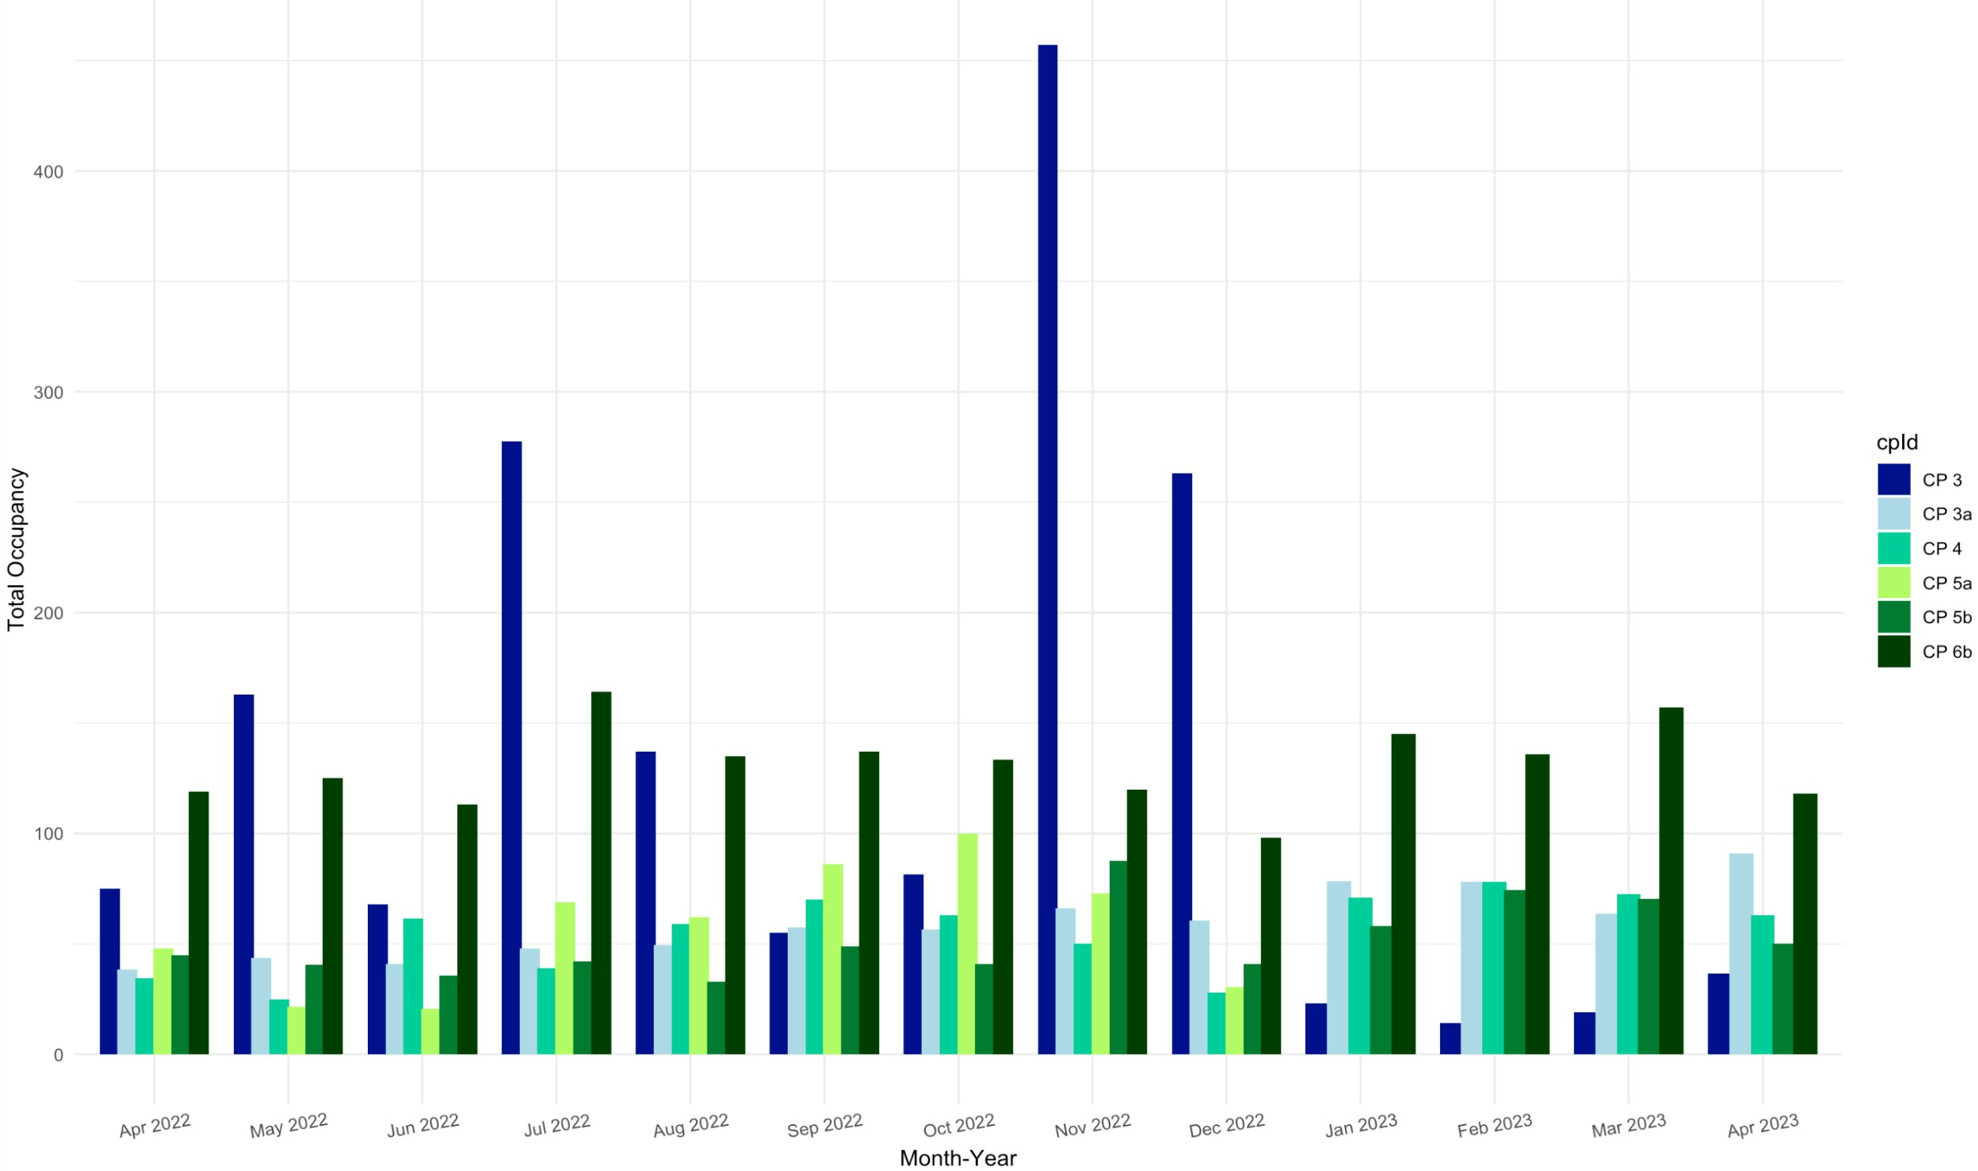 Total Occupancy
400
300
200
100
0
Apr 2022
May 2022
Jun 2022
Jul 2022
Aug 2022
Sep 2022
Oct 2022
Nov 2022
Dec 2022
Jan 2023
Feb 2023
Mar 2023
Apr 2023
Month-Year
cpId
CP 3
CP 3a
CP 4
CP 5a
CP 5b
CP 6b